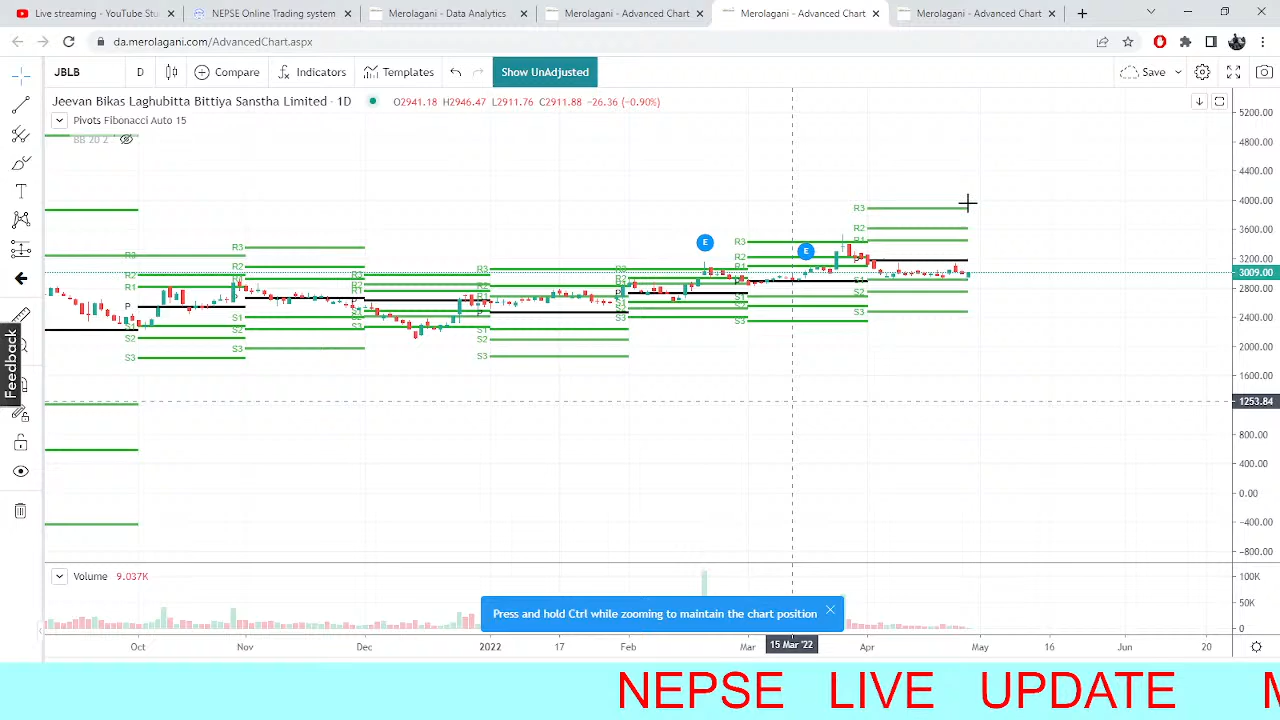 Live streaming - YouTube Stu
NEPSE Online Trading system
Merolagani - Data Analytics
Merolagani - Advanced Chart
Merolagani - Advanced Chart
Merolagani - Advanced Chart
da.merolagani.com/AdvancedChart.aspx
JBLB D Compare Indicators Templates Show UnAdjusted Save
Jeevan Bikas Laghubitta Bittiya Sanstha Limited · 1D O2941.18 H2946.47 L2911.76 C2911.88 -26.36 (-0.90%)
Pivots Fibonacci Auto 15
BB 20 2
5200.00
4800.00
4400.00
4000.00
3600.00
3200.00
3009.00
2800.00
2400.00
2000.00
1600.00
1253.84
800.00
400.00
0.00
-400.00
-800.00
R3
R2
R1
P
S1
S2
S3
E
E
Feedback
Volume 9.037K
100K
50K
0
Press and hold Ctrl while zooming to maintain the chart position
Oct Nov Dec 2022 17 Feb Mar 15 Mar '22 Apr May 16 Jun 20
NEPSE LIVE UPDATE